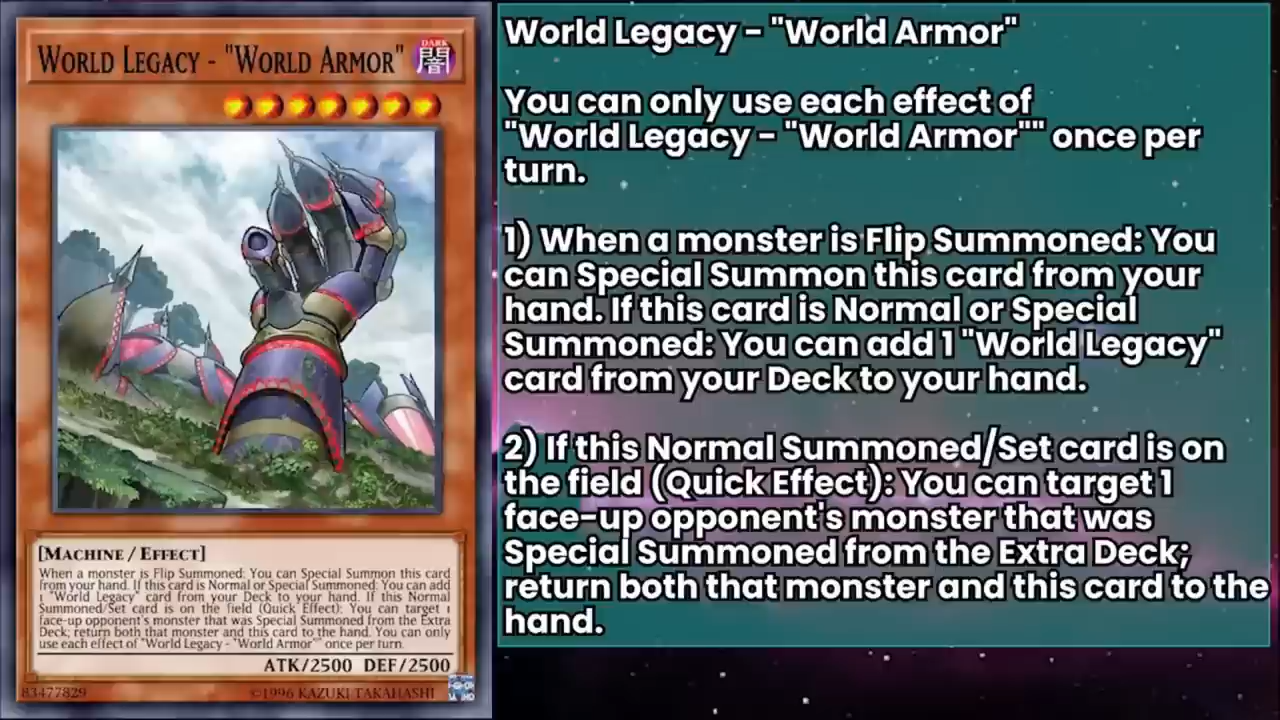 WORLD LEGACY - "WORLD ARMOR"
DARK
闇
[MACHINE / EFFECT]
When a monster is Flip Summoned: You can Special Summon this card
from your hand. If this card is Normal or Special Summoned: You can add
1 "World Legacy" card from your Deck to your hand. If this Normal
Summoned/Set card is on the field (Quick Effect): You can target 1
face-up opponent's monster that was Special Summoned from the Extra
Deck; return both that monster and this card to the hand. You can only
use each effect of "World Legacy - "World Armor"" once per turn.
ATK/2500 DEF/2500
83477829
©1996 KAZUKI TAKAHASHI
World Legacy - "World Armor"
You can only use each effect of
"World Legacy - "World Armor"" once per
turn.
1) When a monster is Flip Summoned: You
can Special Summon this card from your
hand. If this card is Normal or Special
Summoned: You can add 1 "World Legacy"
card from your Deck to your hand.
2) If this Normal Summoned/Set card is on
the field (Quick Effect): You can target 1
face-up opponent's monster that was
Special Summoned from the Extra Deck;
return both that monster and this card to the
hand.